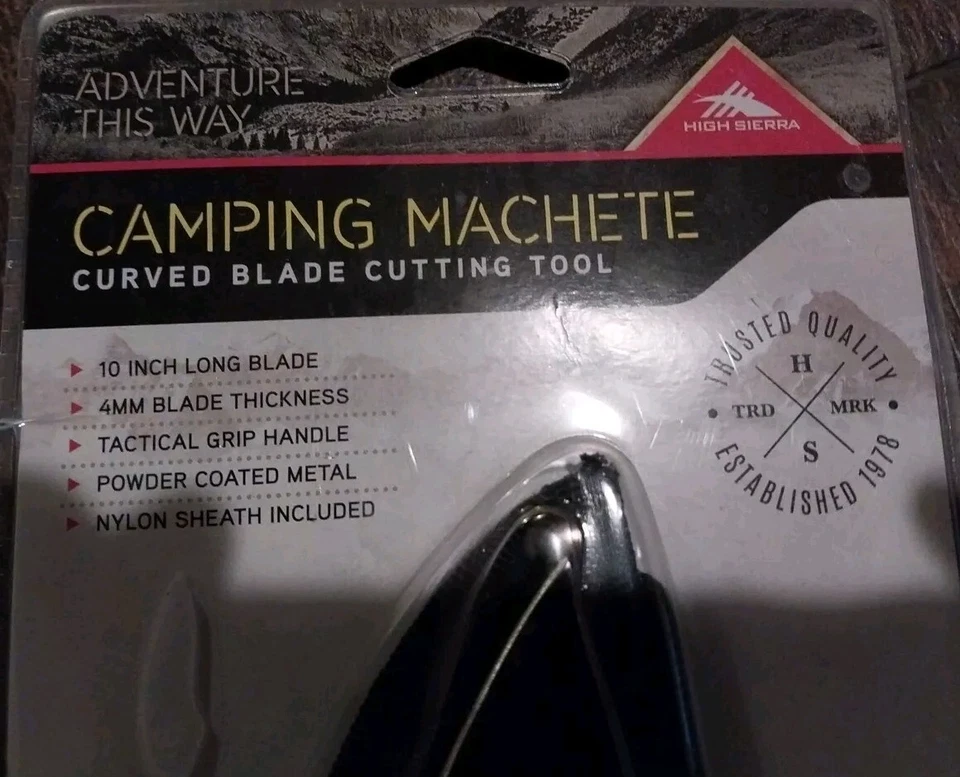 ADVENTURE
THIS WAY
HIGH SIERRA
CAMPING MACHETE
CURVED BLADE CUTTING TOOL
10 INCH LONG BLADE
4MM BLADE THICKNESS
TACTICAL GRIP HANDLE
POWDER COATED METAL
NYLON SHEATH INCLUDED
TRUSTED QUALITY
H
TRD MRK
S
ESTABLISHED 1978